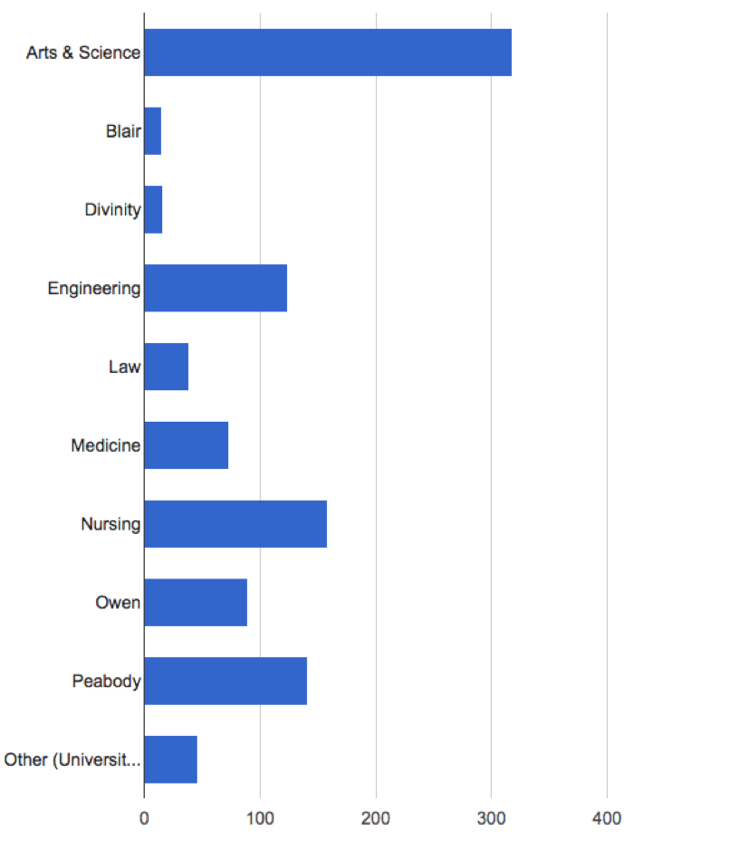 Arts & Science
Blair
Divinity
Engineering
Law
Medicine
Nursing
Owen
Peabody
Other (Universit...
0 100 200 300 400